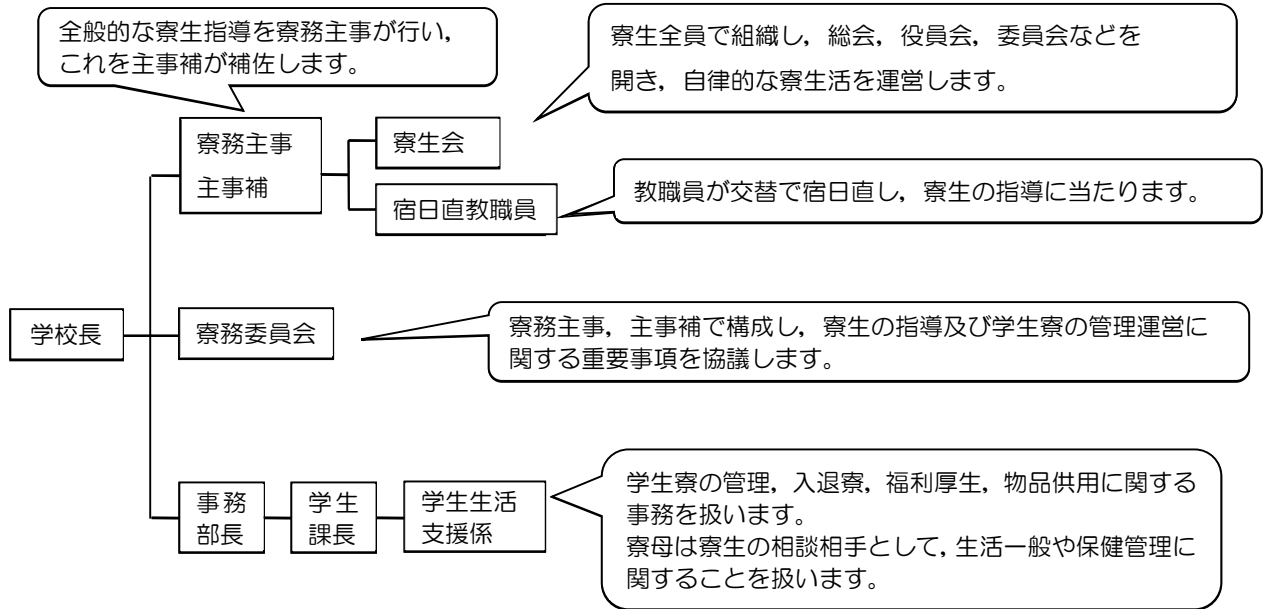 全般的な寮生指導を寮務主事が行い，
これを主事補が補佐します。
寮生全員で組織し，総会，役員会，委員会などを
開き，自律的な寮生活を運営します。
寮務主事
主事補
寮生会
宿日直教職員
教職員が交替で宿日直し，寮生の指導に当たります。
学校長
寮務委員会
寮務主事，主事補で構成し，寮生の指導及び学生寮の管理運営に
関する重要事項を協議します。
事務
部長
学生
課長
学生生活
支援係
学生寮の管理，入退寮，福利厚生，物品供用に関する
事務を扱います。
寮母は寮生の相談相手として，生活一般や保健管理に
関することを扱います。